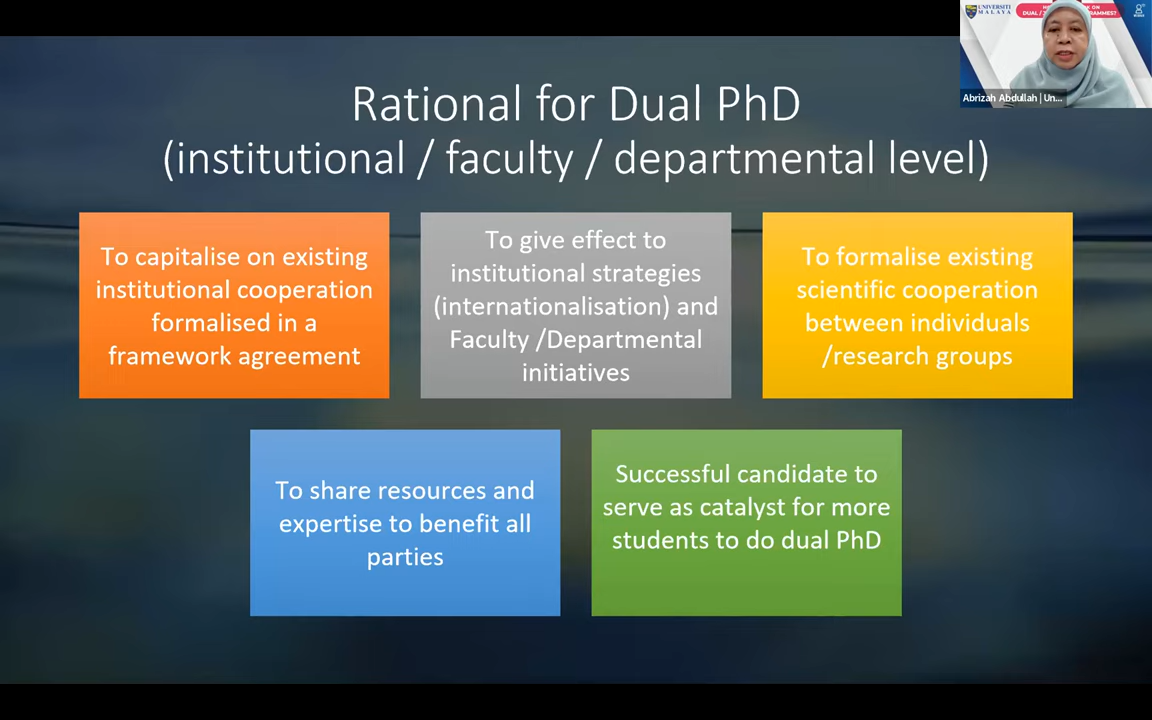 UNIVERSITI
MALAYA
Rational for Dual PhD
(institutional / faculty / departmental level)
Abrizah Abdullah | Un...
To capitalise on existing
institutional cooperation
formalised in a
framework agreement
To give effect to
institutional strategies
(internationalisation) and
Faculty /Departmental
initiatives
To formalise existing
scientific cooperation
between individuals
/research groups
To share resources and
expertise to benefit all
parties
Successful candidate to
serve as catalyst for more
students to do dual PhD